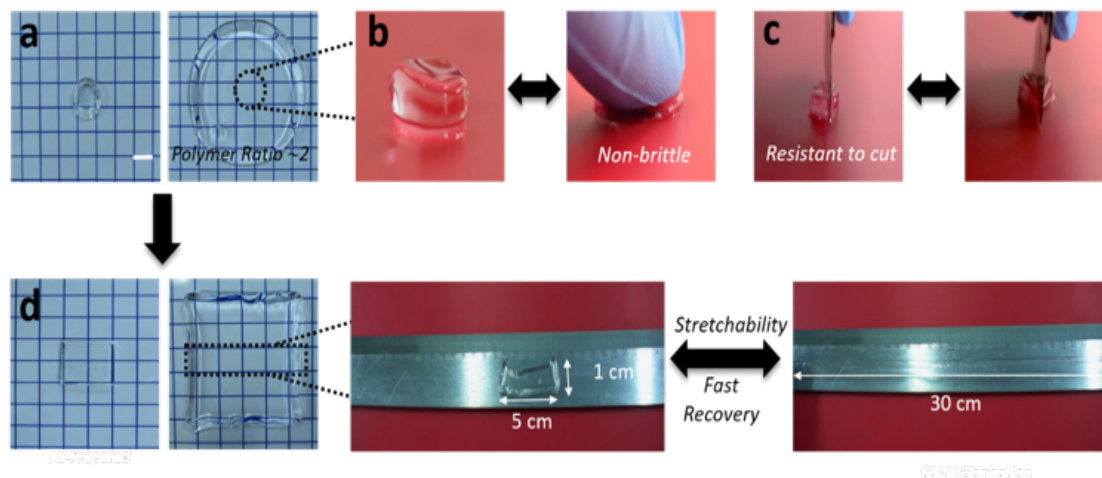 a
b
c
Polymer Ratio ~2
Non-brittle
Resistant to cut
d
Stretchability
Fast
Recovery
1 cm
5 cm
30 cm